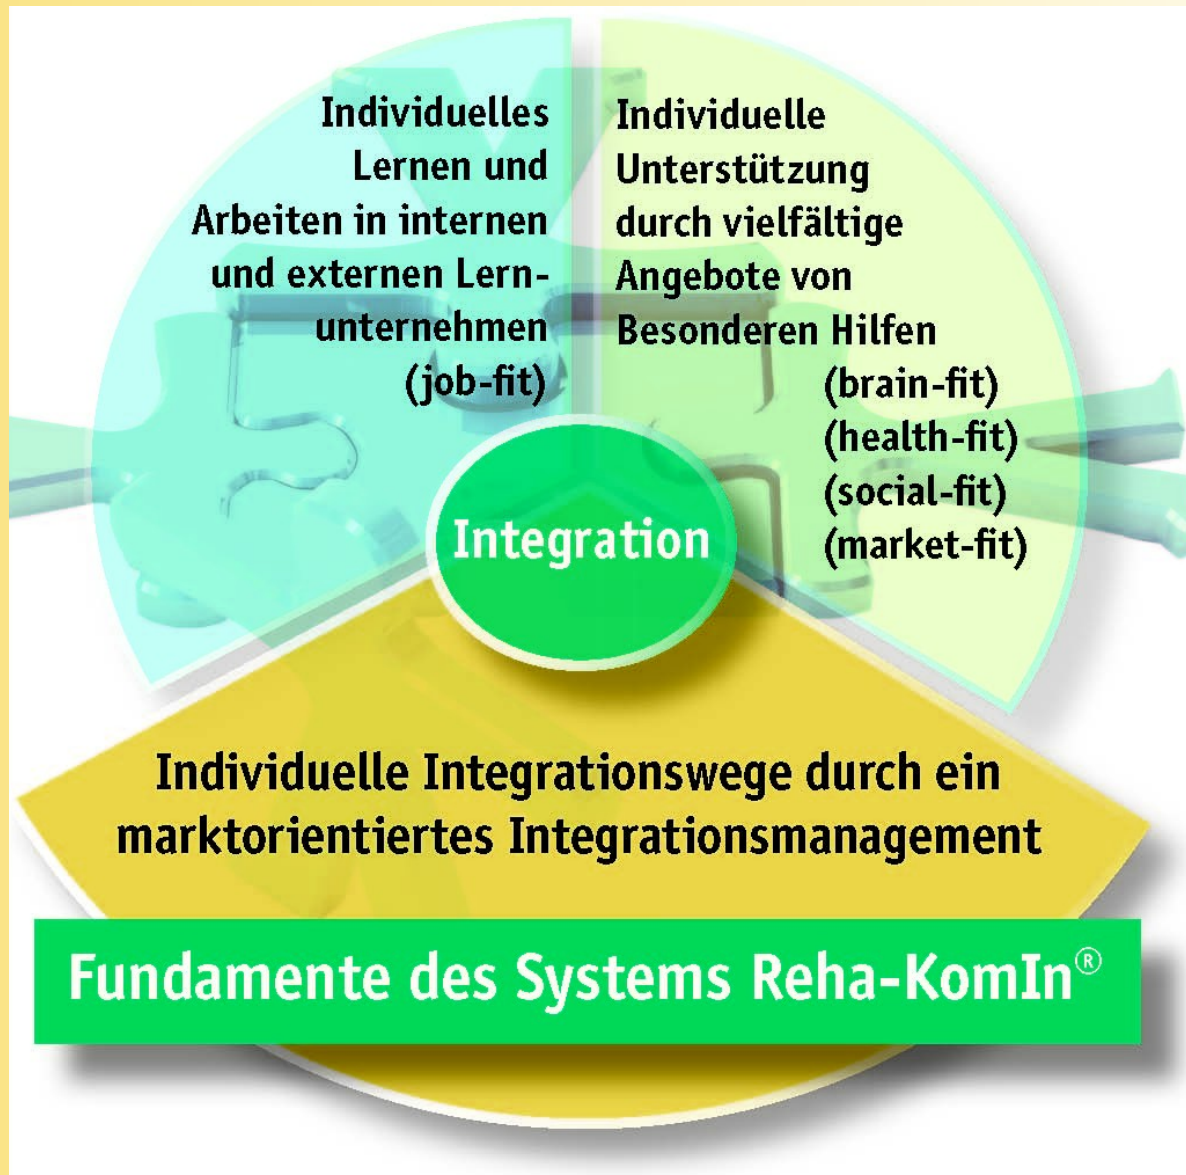 Individuelles
Lernen und
Arbeiten in internen
und externen Lern-
unternehmen
(job-fit)
Individuelle
Unterstützung
durch vielfältige
Angebote von
Besonderen Hilfen
(brain-fit)
(health-fit)
(social-fit)
(market-fit)
Integration
Individuelle Integrationswege durch ein
marktorientiertes Integrationsmanagement
Fundamente des Systems Reha-KomIn®